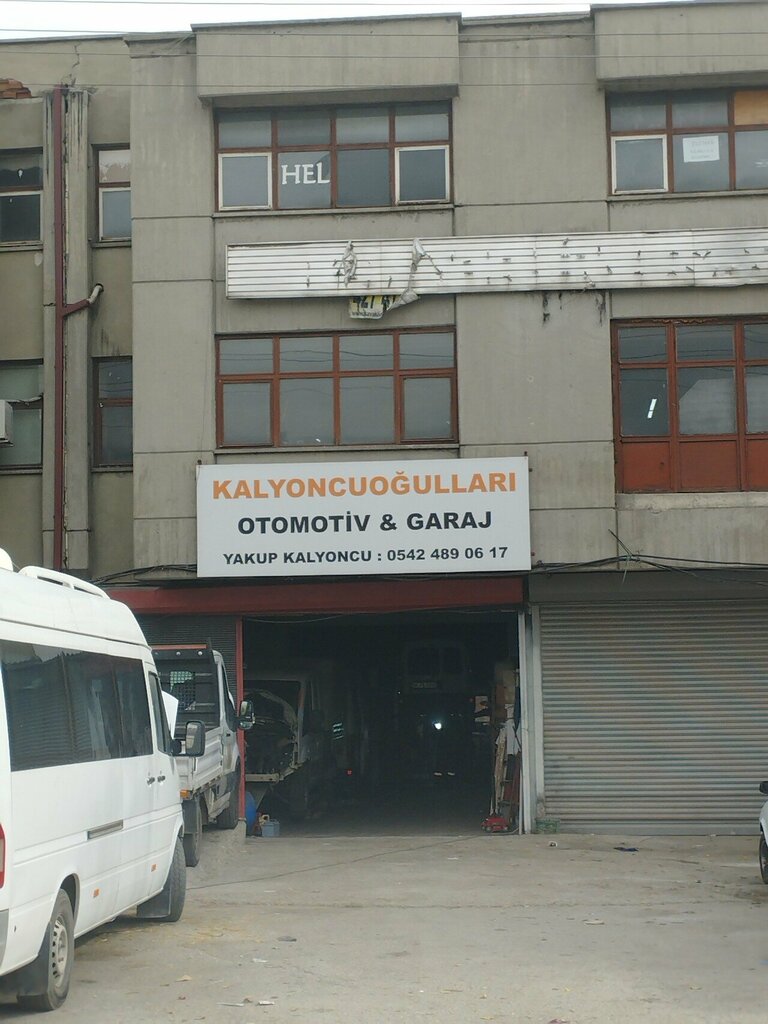 HEL
KALYONCUOĞULLARI
OTOMOTİV & GARAJ
YAKUP KALYONCU : 0542 489 06 17